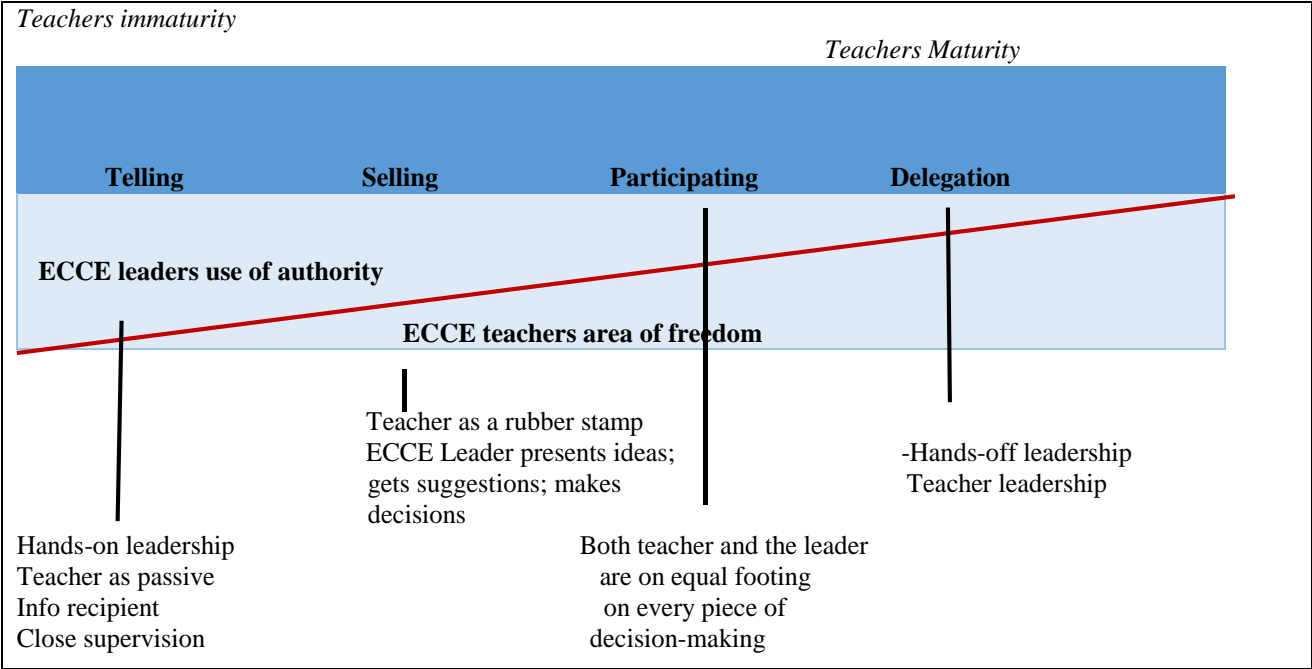 Teachers immaturity
Teachers Maturity
Telling Selling Participating Delegation
ECCE leaders use of authority
ECCE teachers area of freedom
Teacher as a rubber stamp
ECCE Leader presents ideas;
gets suggestions; makes
decisions
-Hands-off leadership
Teacher leadership
Hands-on leadership
Teacher as passive
Info recipient
Close supervision
Both teacher and the leader
are on equal footing
on every piece of
decision-making